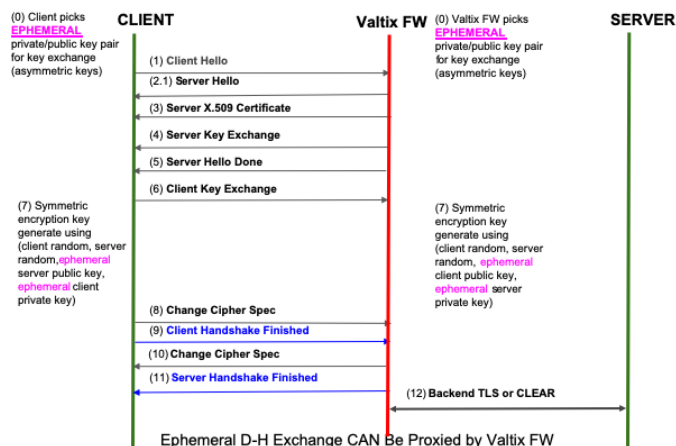 (0) Client picks
EPHEMERAL
private/public key pair
for key exchange
(asymmetric keys)
CLIENT
Valtix FW
(0) Valtix FW picks
EPHEMERAL
private/public key pair
for key exchange
(asymmetric keys)
SERVER
(1) Client Hello
(2.1) Server Hello
(3) Server X.509 Certificate
(4) Server Key Exchange
(5) Server Hello Done
(6) Client Key Exchange
(7) Symmetric
encryption key
generate using
(client random, server
random,ephemeral
server public key,
ephemeral client
private key)
(7) Symmetric
encryption key
generate using
(client random, server
random, ephemeral
client public key,
ephemeral server
private key)
(8) Change Cipher Spec
(9) Client Handshake Finished
(10) Change Cipher Spec
(11) Server Handshake Finished
(12) Backend TLS or CLEAR
Ephemeral D-H Exchange CAN Be Proxied by Valtix FW